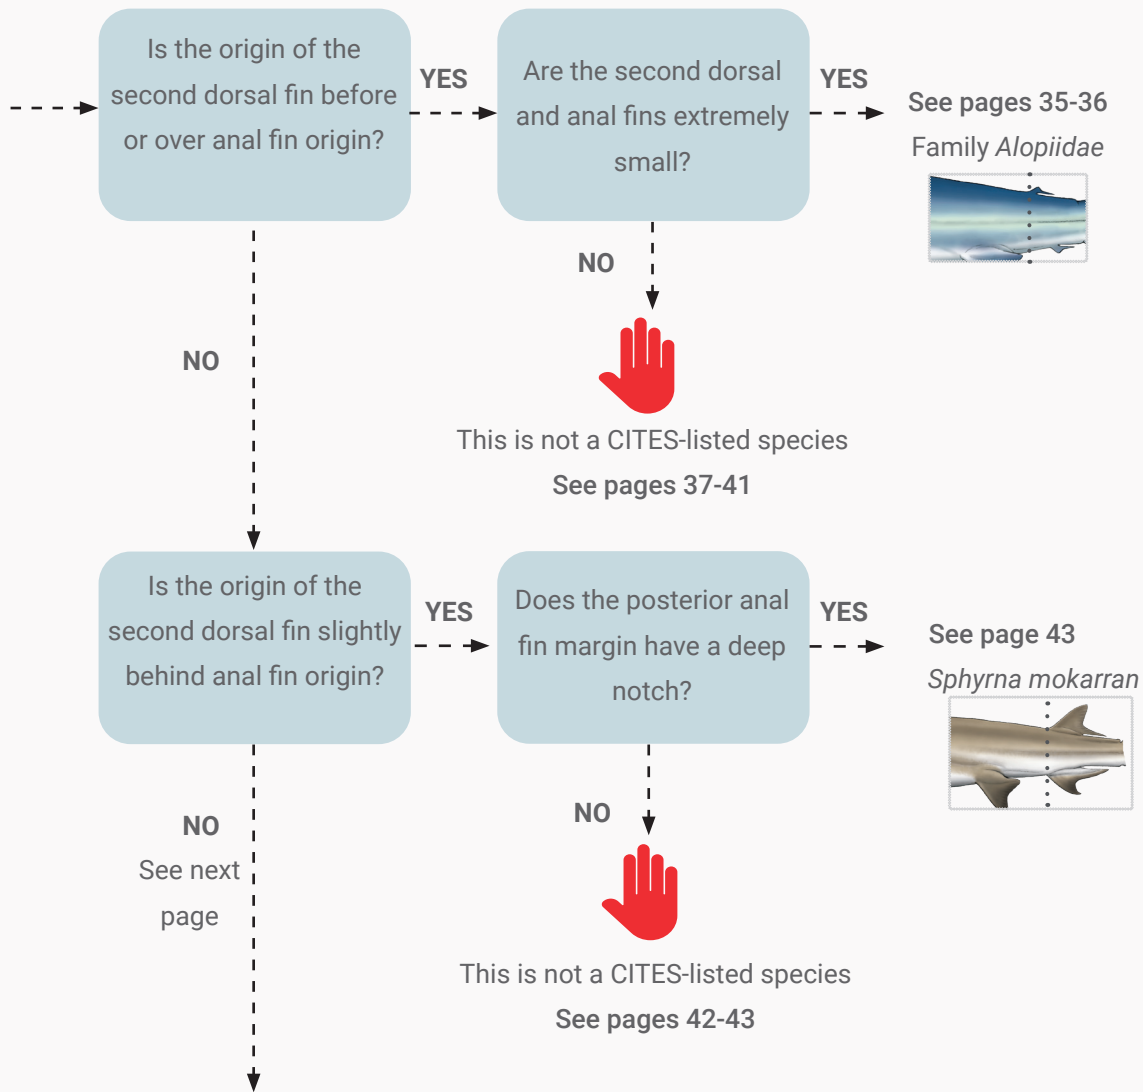 Is the origin of the
second dorsal fin before
or over anal fin origin?
YES
Are the second dorsal
and anal fins extremely
small?
YES
See pages 35-36
Family Alopiidae
NO
This is not a CITES-listed species
See pages 37-41
NO
Is the origin of the
second dorsal fin slightly
behind anal fin origin?
YES
Does the posterior anal
fin margin have a deep
notch?
YES
See page 43
Sphyrna mokarran
NO
This is not a CITES-listed species
See pages 42-43
NO
See next
page